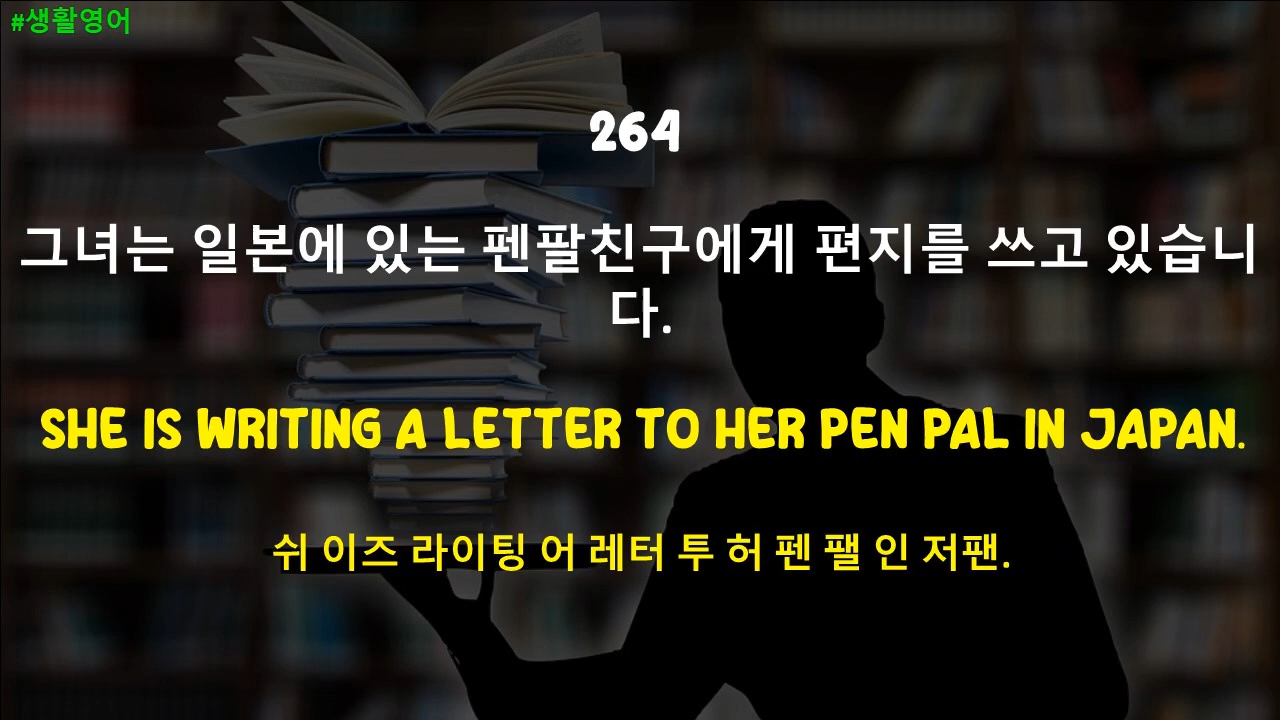 #생활영어
264
그녀는 일본에 있는 펜팔친구에게 편지를 쓰고 있습니
다.
SHE IS WRITING A LETTER TO HER PEN PAL IN JAPAN.
쉬 이즈 라이팅 어 레터 투 허 펜 팰 인 저팬.